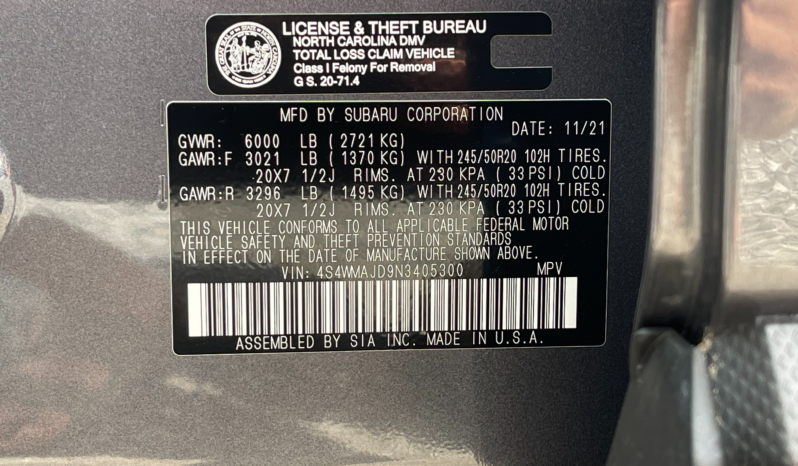 LICENSE & THEFT BUREAU
NORTH CAROLINA DMV
TOTAL LOSS CLAIM VEHICLE
Class I Felony For Removal
G S. 20-71.4
MFD BY SUBARU CORPORATION
DATE: 11/21
GVWR: 6000 LB (2721 KG)
GAWR:F 3021 LB (1370 KG) WITH 245/50R20 102H TIRES.
20X7 1/2J RIMS. AT 230 KPA (33 PSI) COLD
GAWR:R 3296 LB (1495 KG) WITH 245/50R20 102H TIRES.
20X7 1/2J RIMS. AT 230 KPA (33 PSI) COLD
THIS VEHICLE CONFORMS TO ALL APPLICABLE FEDERAL MOTOR
VEHICLE SAFETY AND THEFT PREVENTION STANDARDS
IN EFFECT ON THE DATE OF MANUFACTURE SHOWN ABOVE.
VIN: 4S4WMAJD9N3405300 MPV
ASSEMBLED BY SIA INC. MADE IN U.S.A.